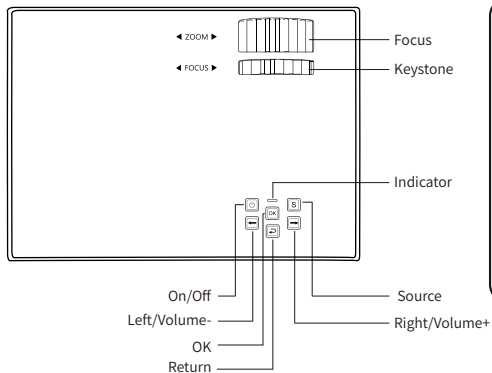 ◄ ZOOM ►
Focus
◄ FOCUS ►
Keystone
Indicator
S
OK
On/Off
Source
Left/Volume-
Right/Volume+
OK
Return